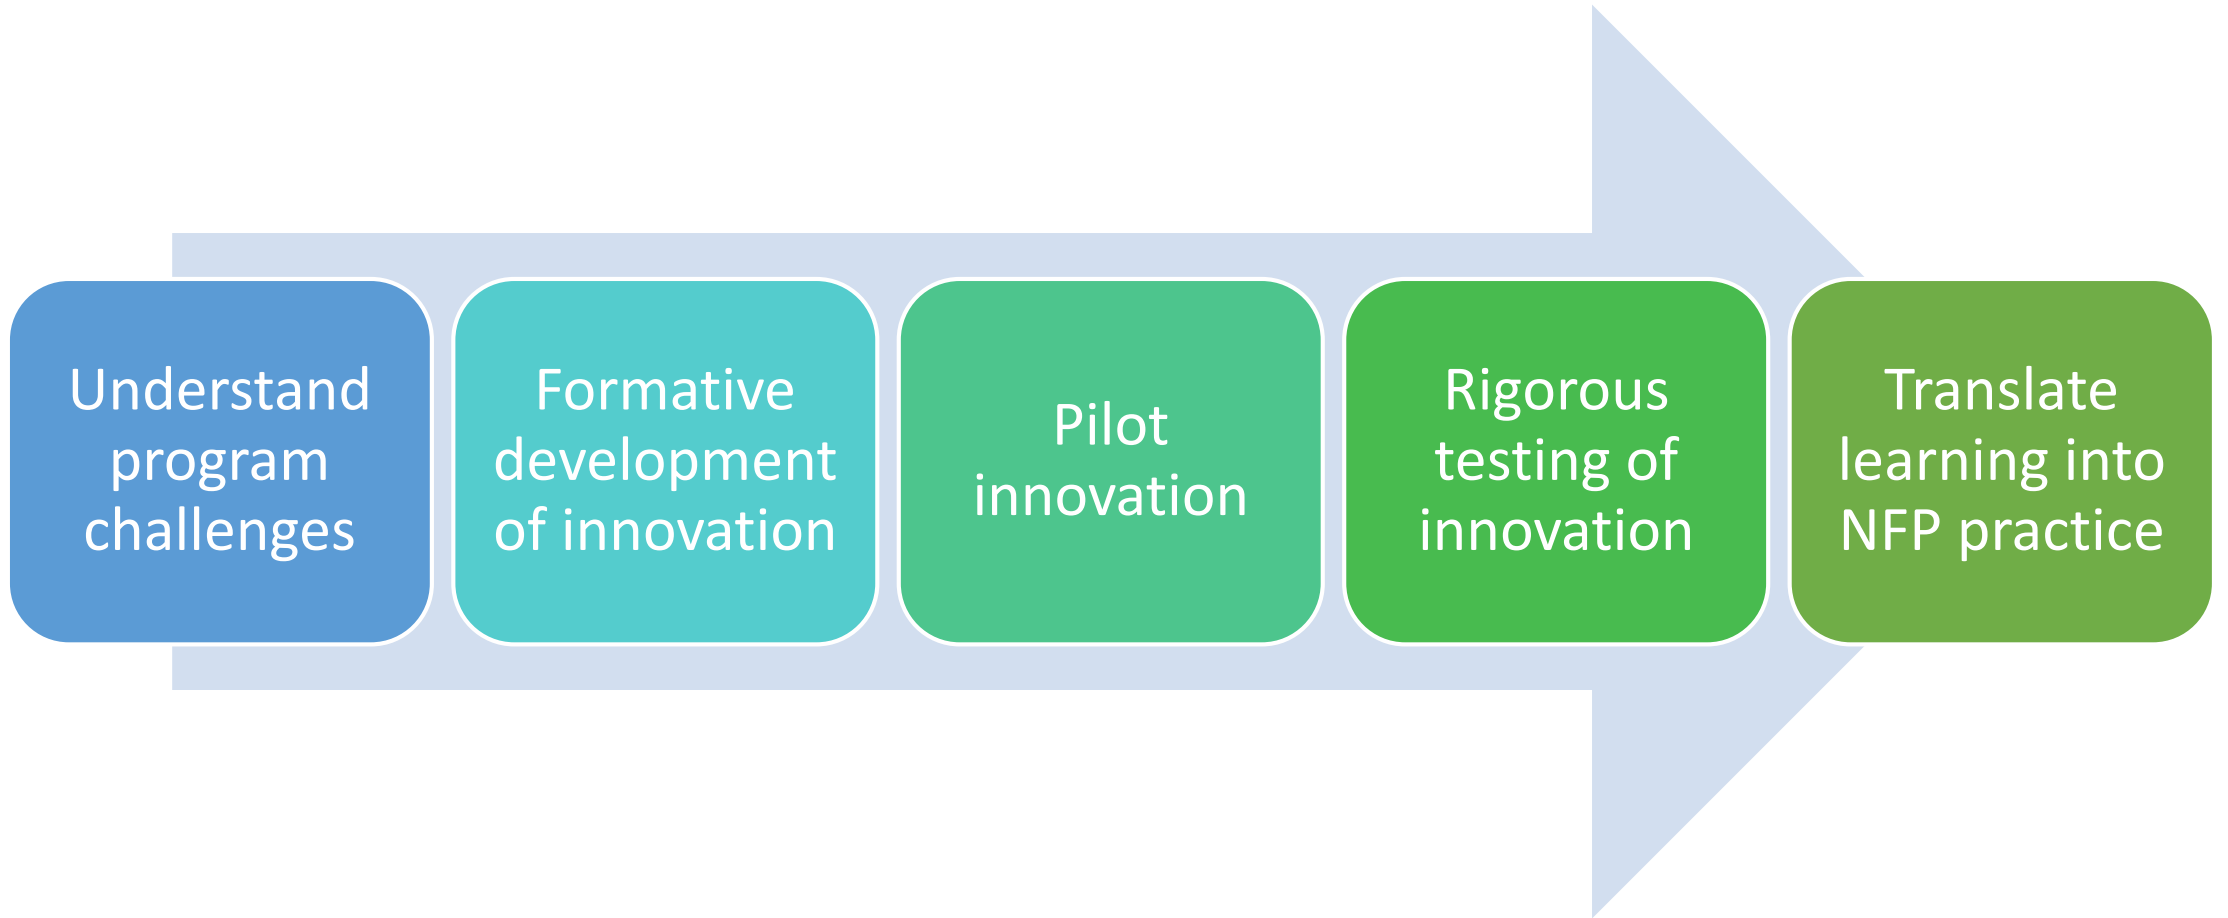 Understand
program
challenges
Formative
development
of innovation
Pilot
innovation
Rigorous
testing of
innovation
Translate
learning into
NFP practice